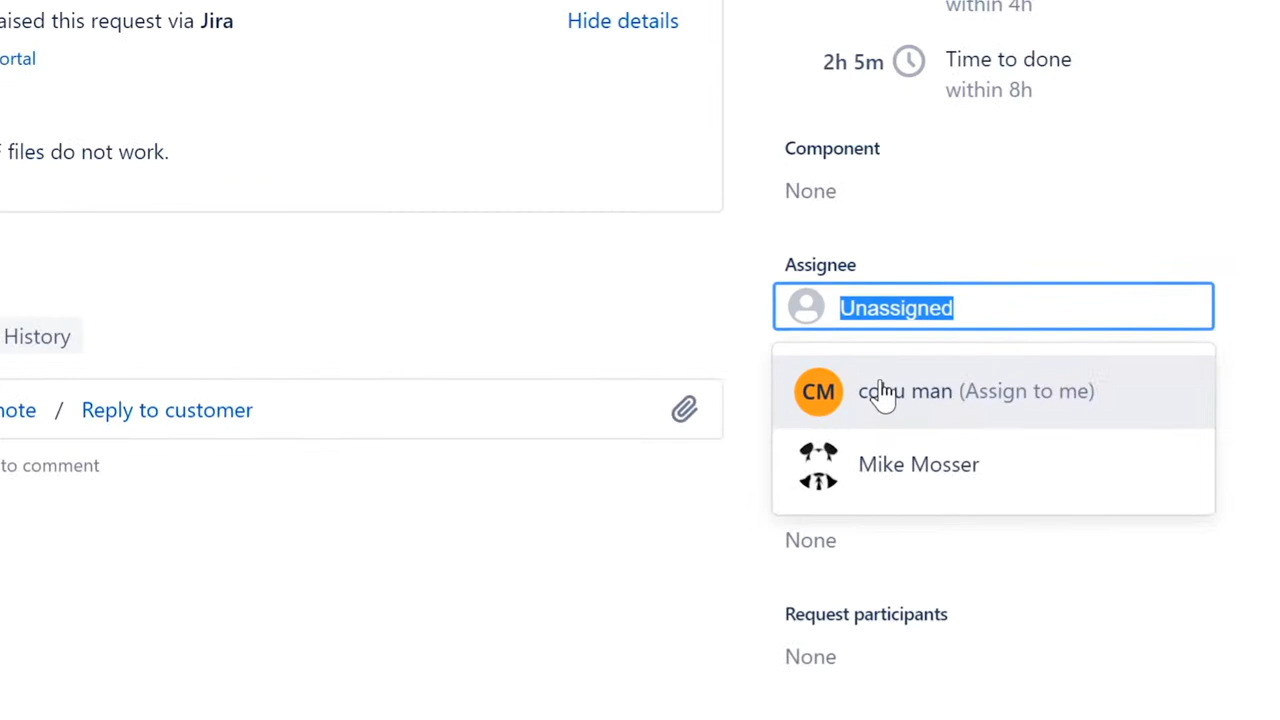 aised this request via Jira
Hide details
ortal
files do not work.
History
note / Reply to customer
to comment
within 4h
2h 5m
Time to done
within 8h
Component
None
Assignee
Unassigned
CM
man (Assign to me)
Mike Mosser
None
Request participants
None